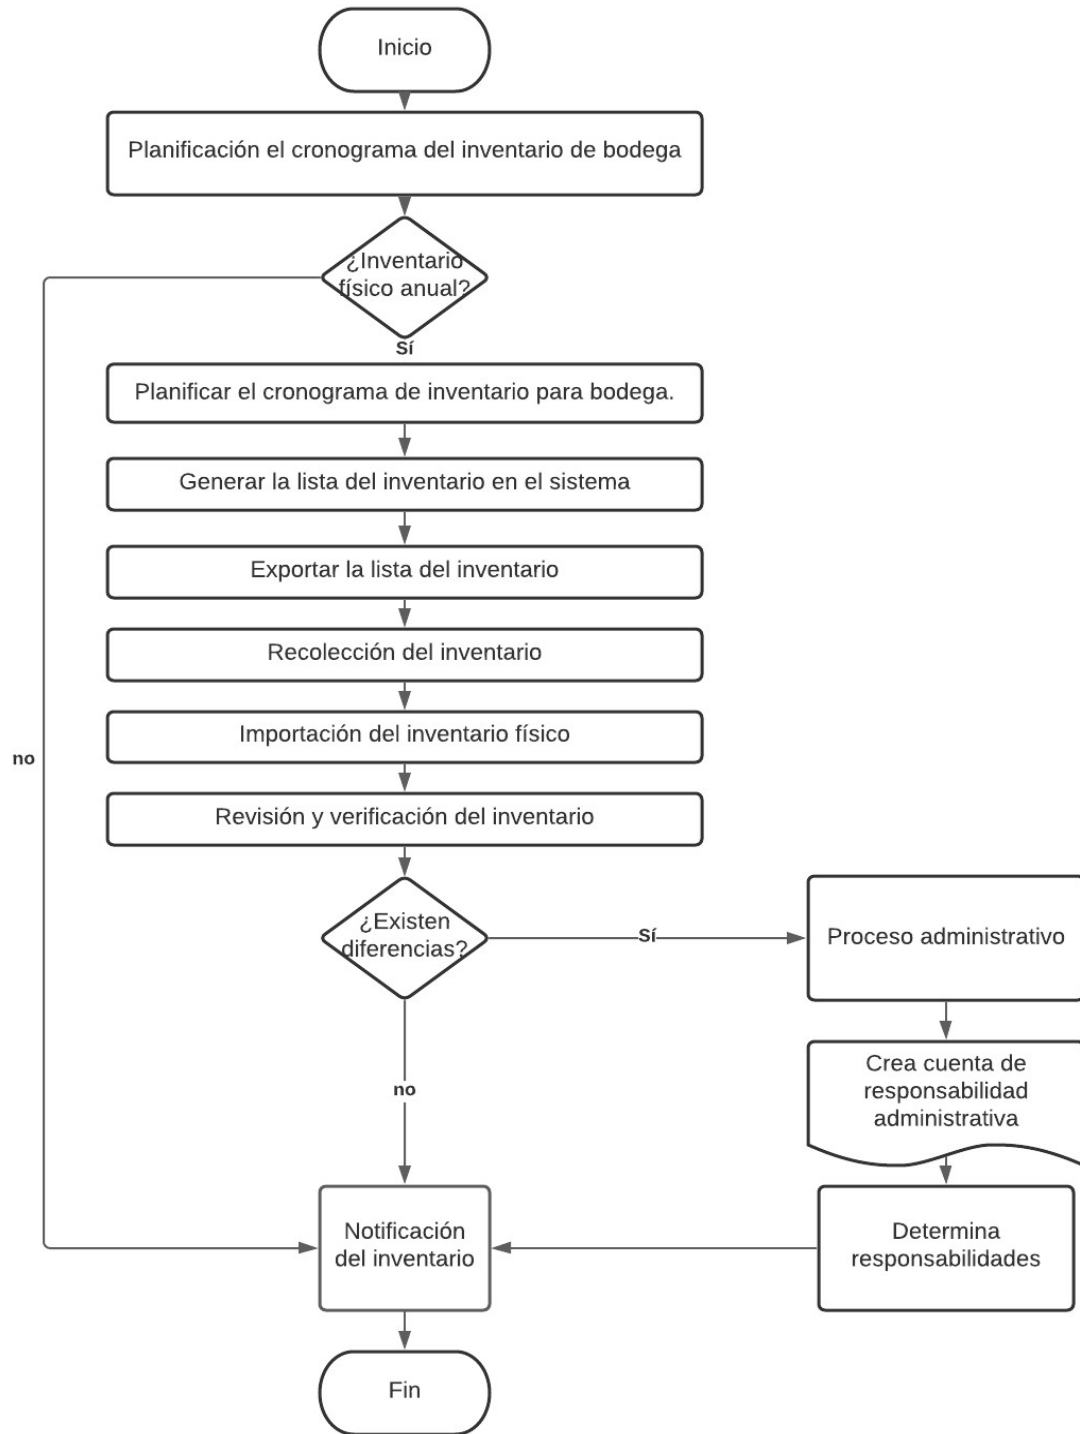 Inicio
Planificación el cronograma del inventario de bodega
¿Inventario
físico anual?
Sí
Planificar el cronograma de inventario para bodega.
Generar la lista del inventario en el sistema
Exportar la lista del inventario
Recolección del inventario
Importación del inventario físico
no
Revisión y verificación del inventario
¿Existen
diferencias?
Sí
Proceso administrativo
no
Crea cuenta de
responsabilidad
administrativa
Notificación
del inventario
Determina
responsabilidades
Fin